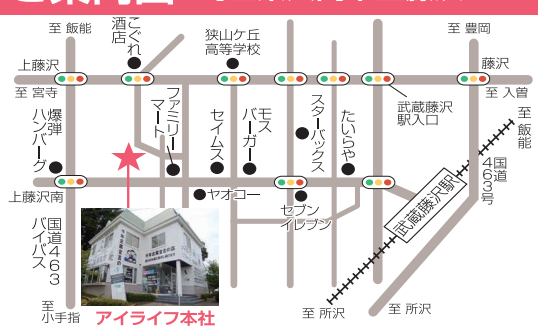 至 飯能
こぐれ
酒店
狭山ケ丘
高等学校
至 豊岡
上藤沢
藤沢
至 宮寺
至 入曽
武蔵藤沢
駅入口
爆弾
ハンバーグ
ファミリー
マート
セイムス
モス
バーガー
スターバックス
たいらや
至
飯能
国道
463号
上藤沢南
ヤオコー
セブン
イレブン
武蔵藤沢駅
国道463
バイパス
至
小手指
至 所沢
至 所沢
アイライフ本社